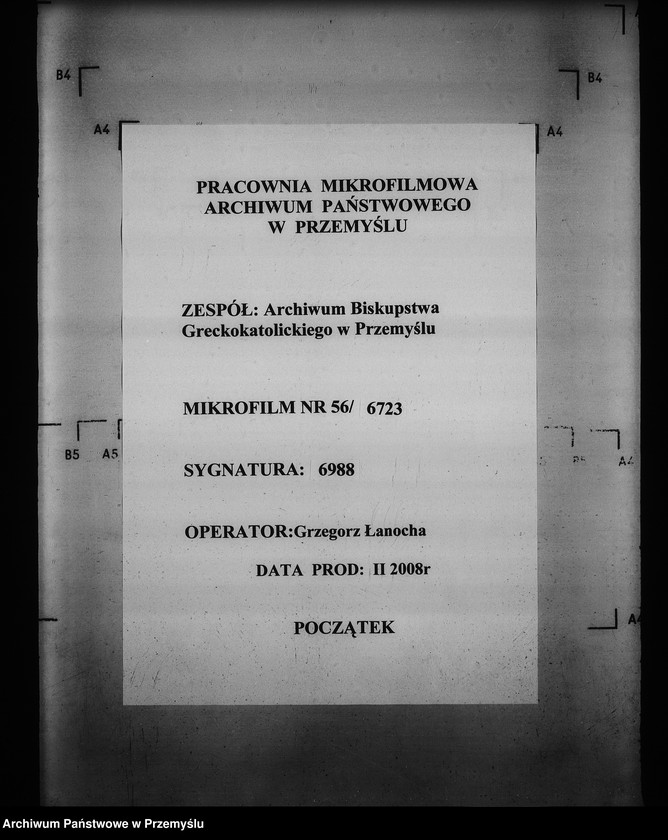 B4
B4
A4
A4
PRACOWNIA MIKROFILMOWA
ARCHIWUM PAŃSTWOWEGO
W PRZEMYŚLU
ZESPÓŁ: Archiwum Biskupstwa
Greckokatolickiego w Przemyślu
MIKROFILM NR 56/ 6723
B5 A5
A4
SYGNATURA: 6988
OPERATOR:Grzegorz Łanocha
DATA PROD: II 2008r
POCZĄTEK
Archiwum Państwowe w Przemyślu